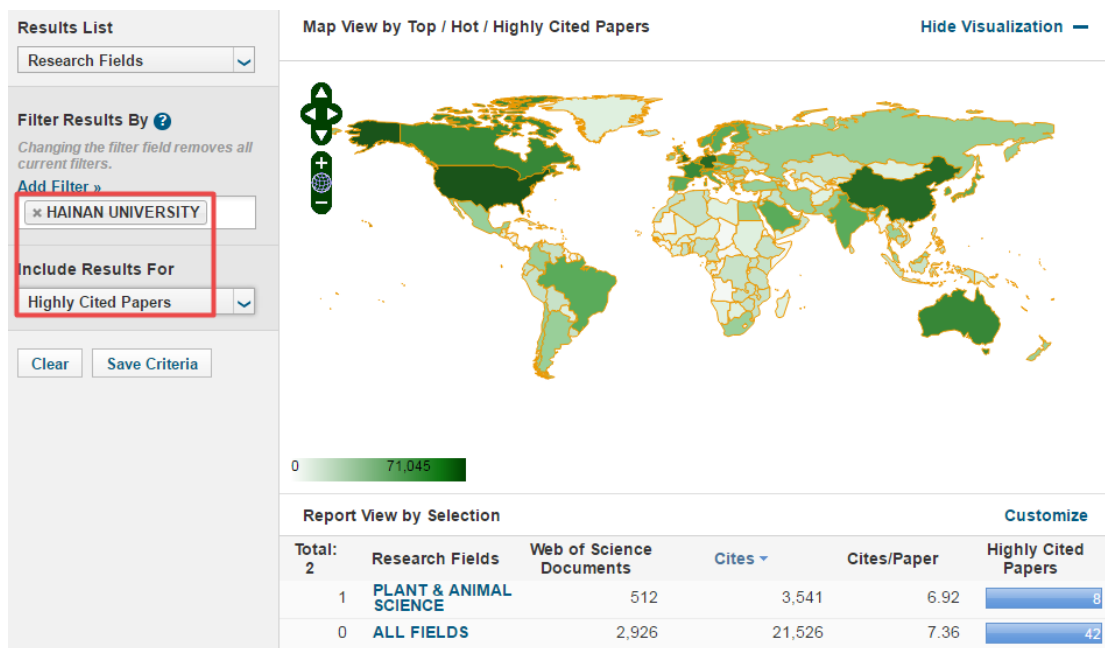 Results List
Research Fields
Filter Results By ?
Changing the filter field removes all
current filters.
Add Filter »
× HAINAN UNIVERSITY
Include Results For
Highly Cited Papers
Clear Save Criteria
Map View by Top / Hot / Highly Cited Papers Hide Visualization −
+
−
0 71,045
Report View by Selection Customize
Total:
2
Research Fields
Web of Science
Documents
Cites
Cites/Paper
Highly Cited
Papers
1 PLANT & ANIMAL
SCIENCE 512 3,541 6.92 8
0 ALL FIELDS 2,926 21,526 7.36 42